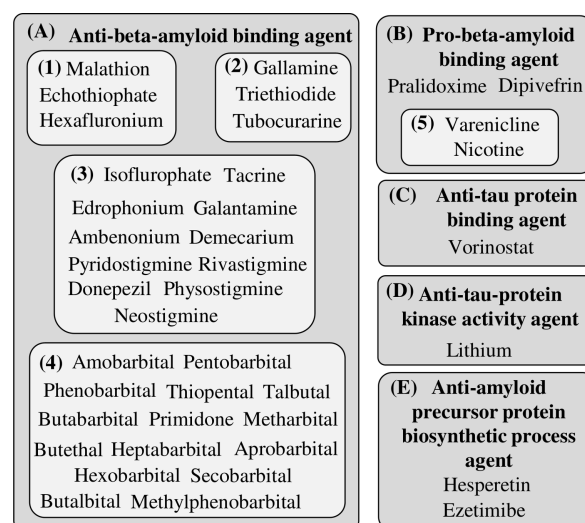 (A) Anti-beta-amyloid binding agent
(1) Malathion
Echothiophate
Hexafluronium
(2) Gallamine
Triethiodide
Tubocurarine
(3) Isoflurophate Tacrine
Edrophonium Galantamine
Ambenonium Demecarium
Pyridostigmine Rivastigmine
Donepezil Physostigmine
Neostigmine
(4) Amobarbital Pentobarbital
Phenobarbital Thiopental Talbutal
Butabarbital Primidone Metharbital
Butethal Heptabarbital Aprobarbital
Hexobarbital Secobarbital
Butalbital Methylphenobarbital
(B) Pro-beta-amyloid
binding agent
Pralidoxime Dipivefrin
(5) Varenicline
Nicotine
(C) Anti-tau protein
binding agent
Vorinostat
(D) Anti-tau-protein
kinase activity agent
Lithium
(E) Anti-amyloid
precursor protein
biosynthetic process
agent
Hesperetin
Ezetimibe